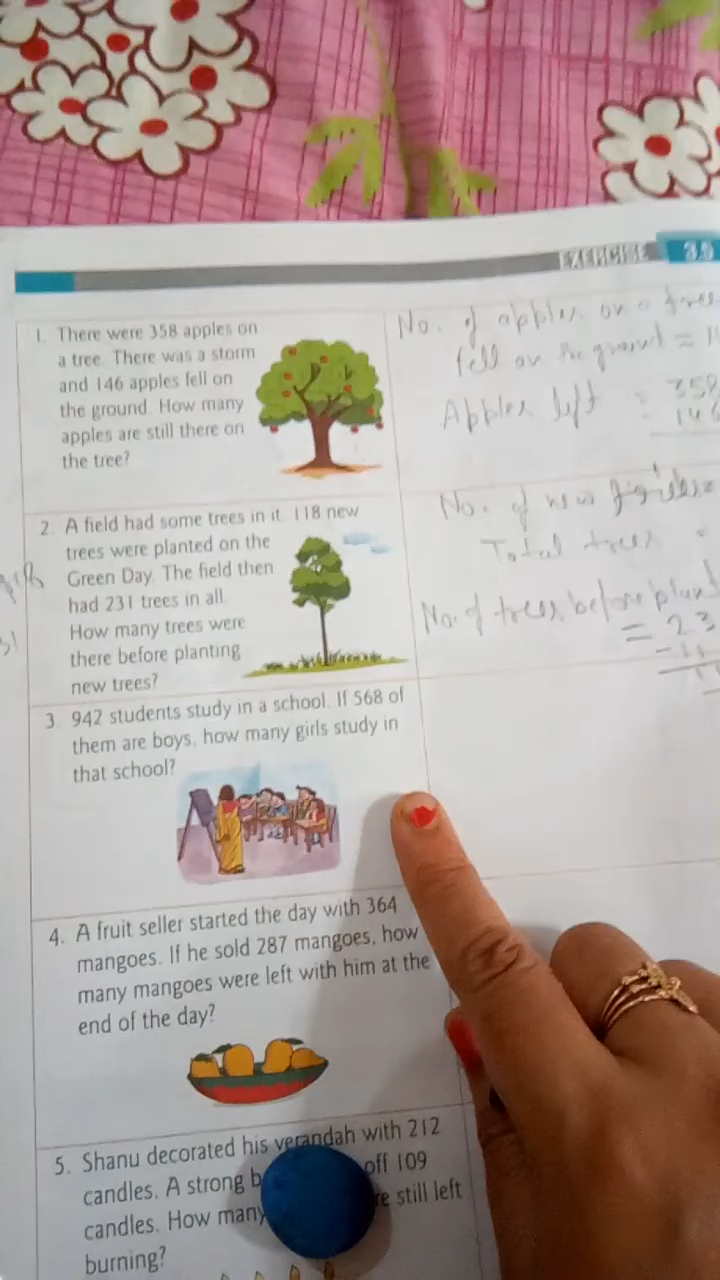 EXERCISE 3.9
1. There were 358 apples on
a tree. There was a storm
and 146 apples fell on
the ground. How many
apples are still there on
the tree?
No. of apples on a tree
fell on the ground =
Apples left = 358
- 146
2. A field had some trees in it. 118 new
trees were planted on the
Green Day. The field then
had 231 trees in all.
How many trees were
there before planting
new trees?
No. of new
Total trees
No. of trees before plant
= 23
- 11
3. 942 students study in a school. If 568 of
them are boys, how many girls study in
that school?
4. A fruit seller started the day with 364
mangoes. If he sold 287 mangoes, how
many mangoes were left with him at the
end of the day?
5. Shanu decorated his verandah with 212
candles. A strong b off 109
candles. How many re still left
burning?